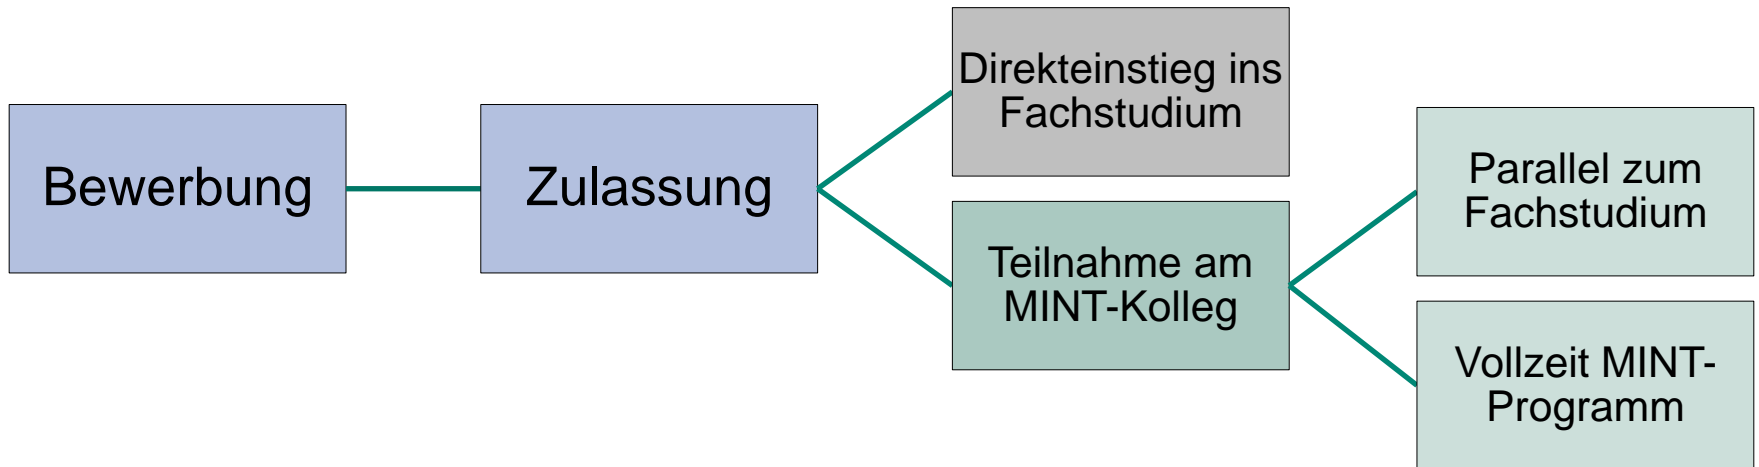 Bewerbung
Zulassung
Direkteinstieg ins
Fachstudium
Teilnahme am
MINT-Kolleg
Parallel zum
Fachstudium
Vollzeit MINT-
Programm